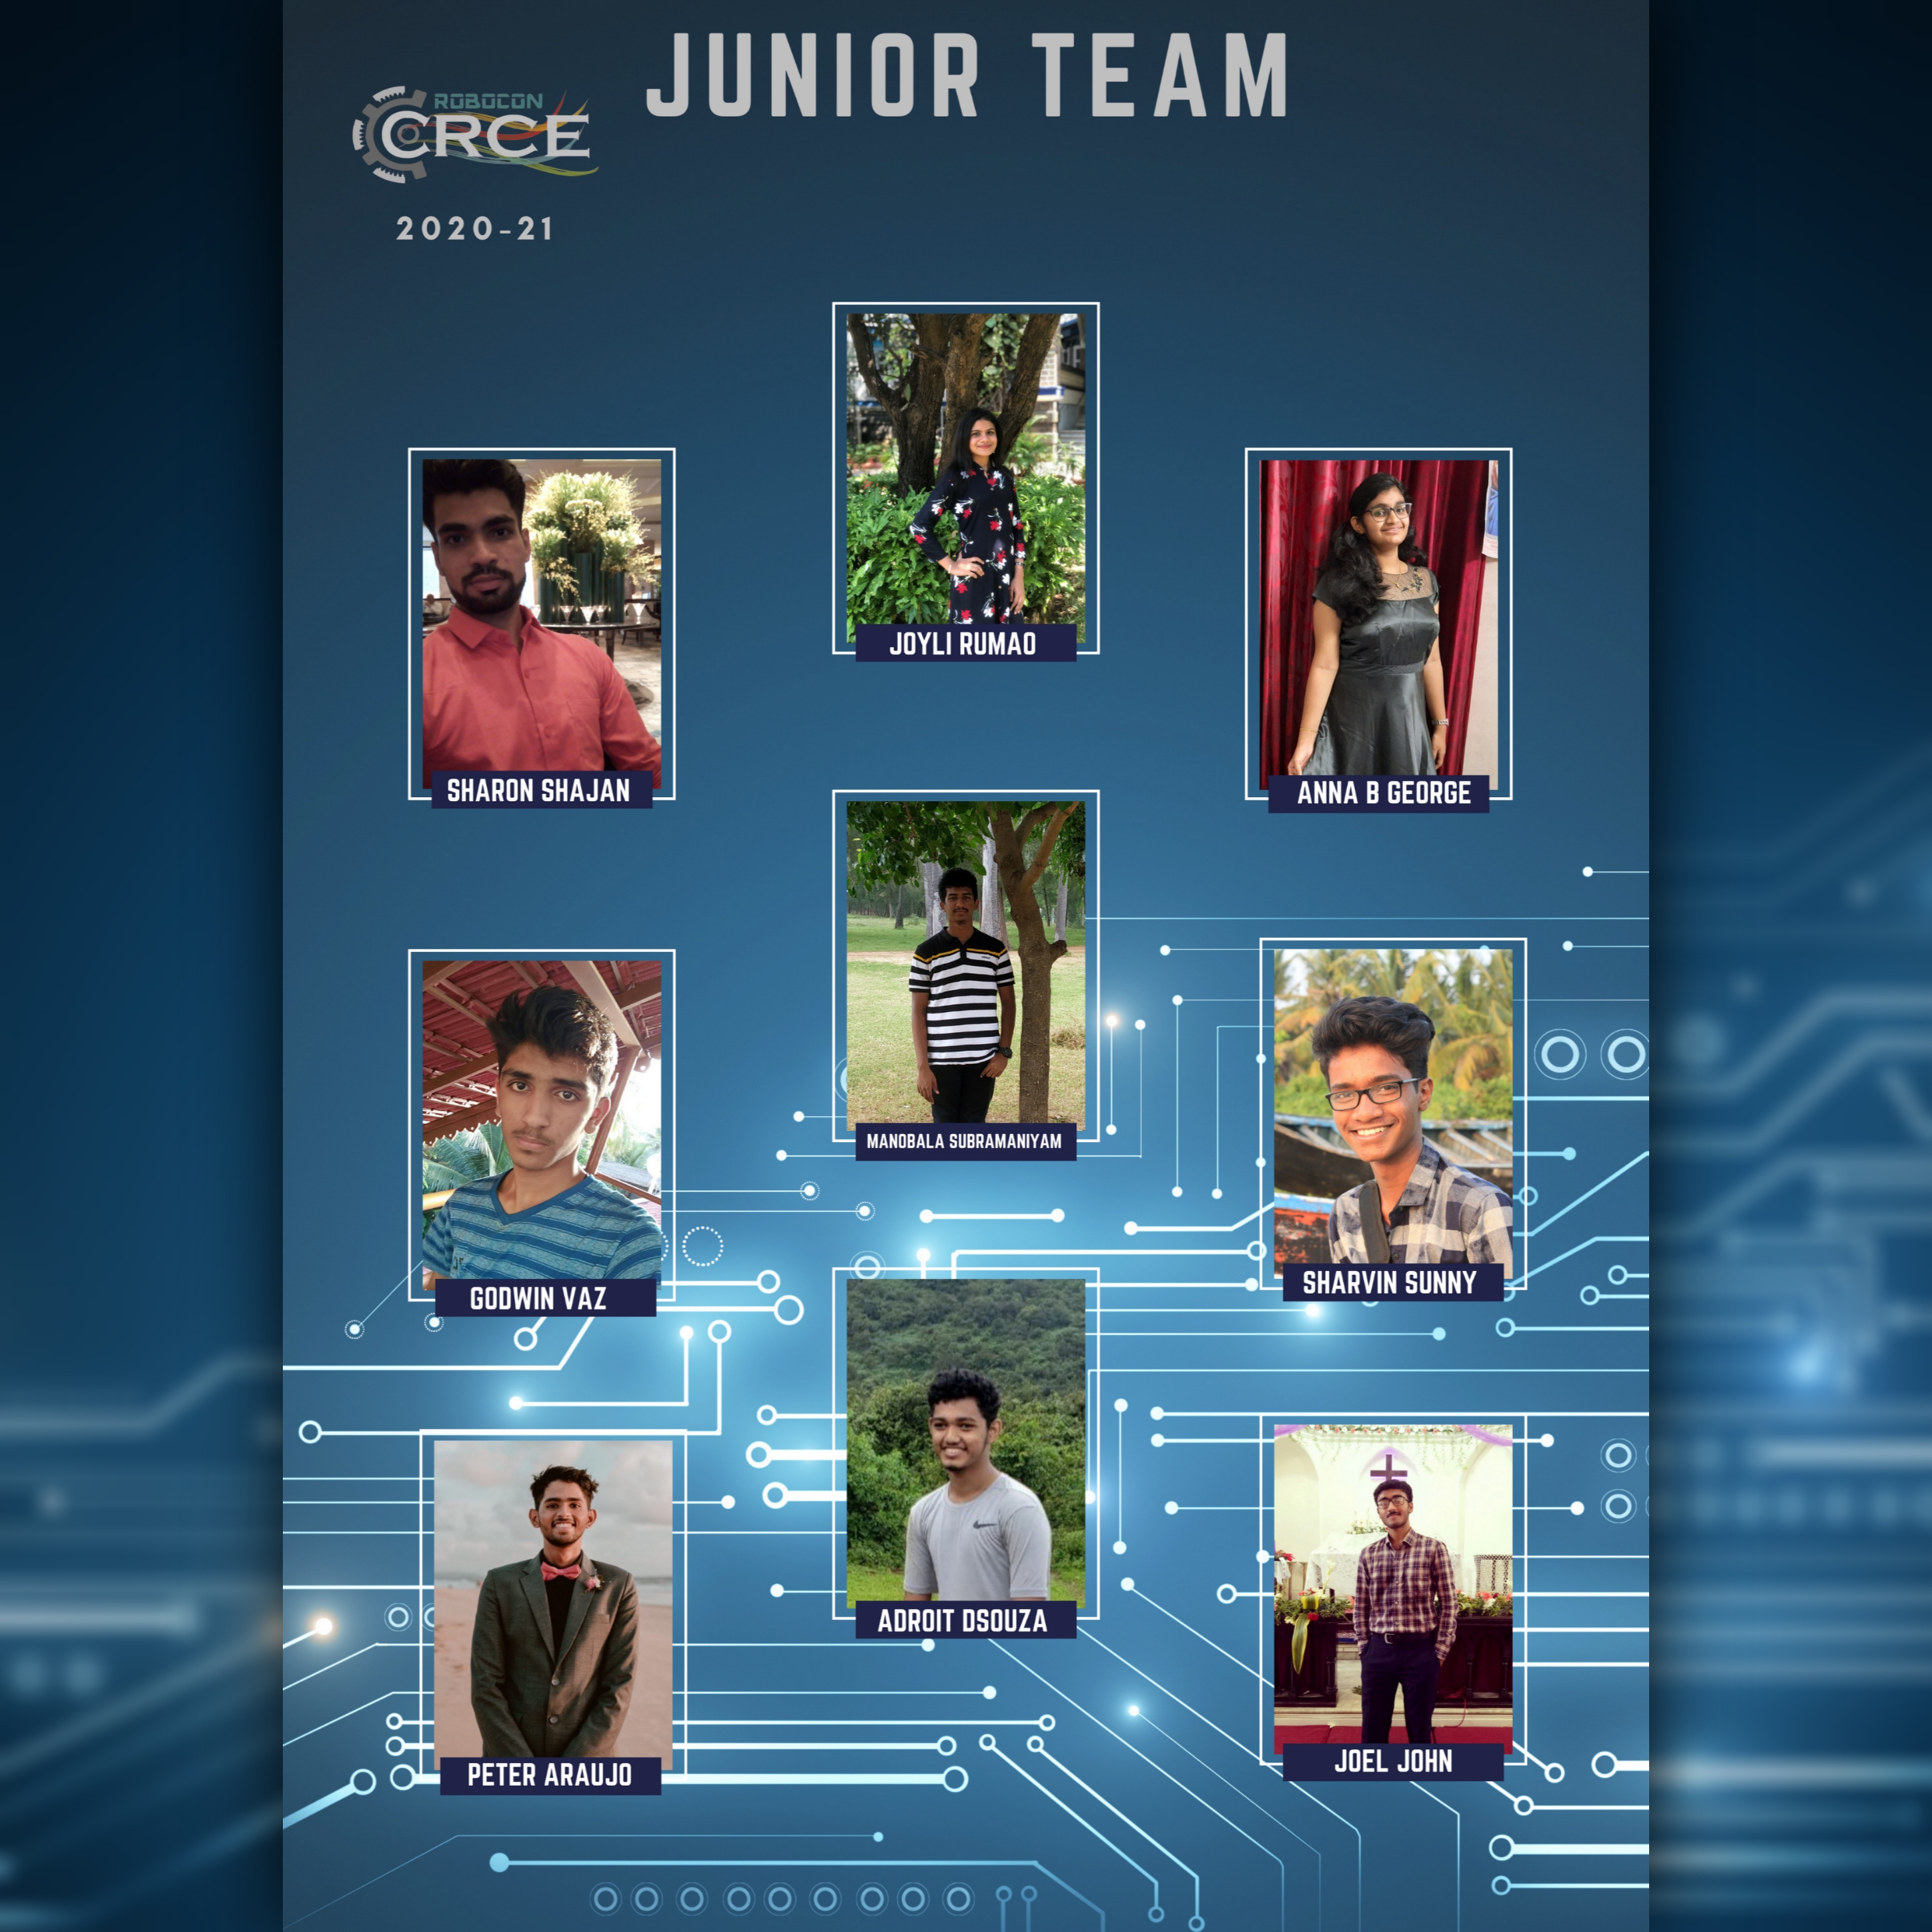 JUNIOR TEAM
ROBOCON
CRCE
2020-21
JOYLI RUMAO
SHARON SHAJAN
ANNA B GEORGE
MANOBALA SUBRAMANIYAM
GODWIN VAZ
SHARVIN SUNNY
ADROIT DSOUZA
PETER ARAUJO
JOEL JOHN